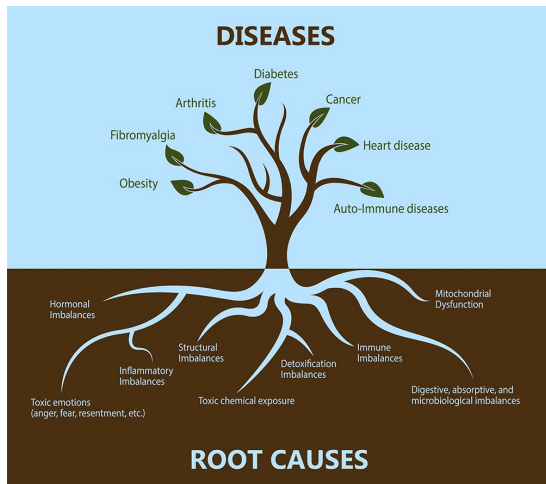 DISEASES
Diabetes
Arthritis
Cancer
Fibromyalgia
Heart disease
Obesity
Auto-Immune diseases
Hormonal
Imbalances
Mitochondrial
Dysfunction
Structural
Imbalances
Immune
Imbalances
Inflammatory
Imbalances
Detoxification
Imbalances
Toxic emotions
(anger, fear, resentment, etc.)
Toxic chemical exposure
Digestive, absorptive, and
microbiological imbalances
ROOT CAUSES